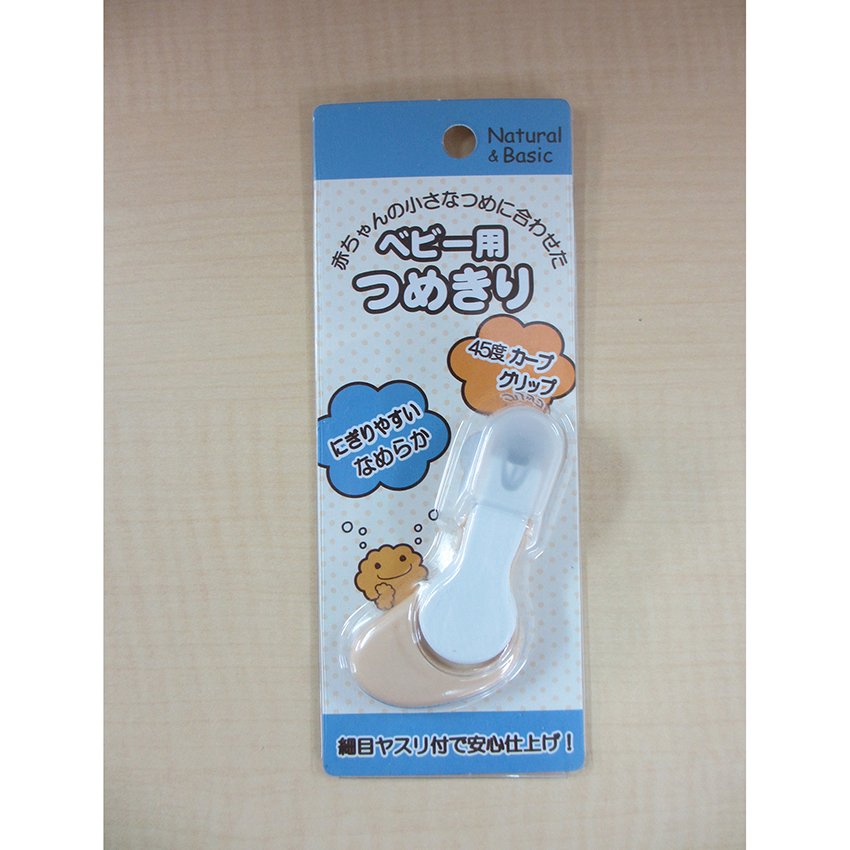 Natural
& Basic
赤ちゃんの小さなつめに合わせた
ベビー用
つめきり
45度 カーブ
グリップ
にぎりやすい
なめらか
細目ヤスリ付で安心仕上げ！